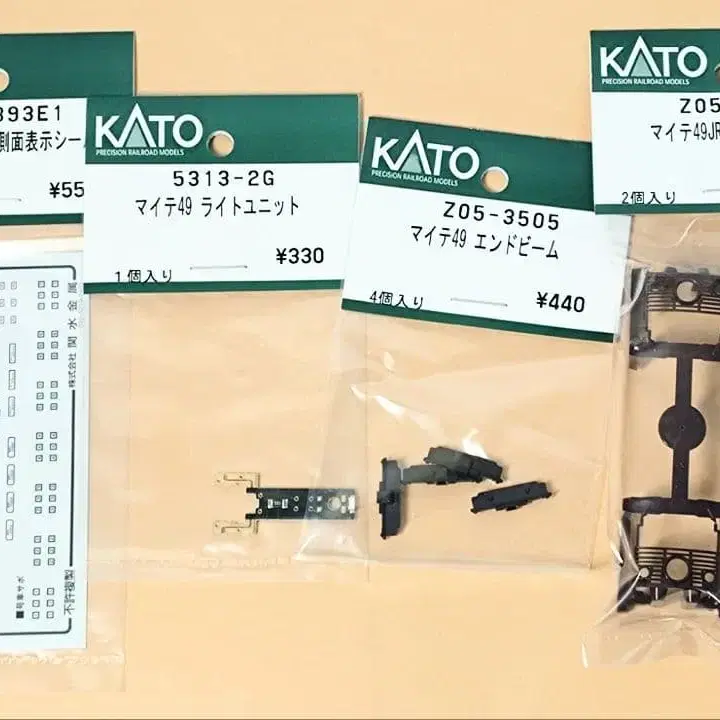 393E1
側面表示シー
¥55
株式会社 関水金属
■号車サボ
不許複製
KATO
PRECISION RAILROAD MODELS
5313-2G
マイテ49 ライトユニット
¥330
1個入り
KATO
PRECISION RAILROAD MODELS
Z05-3505
マイテ49 エンドビーム
¥440
4個入り
KATO
PRECISION RAILROAD MODELS
Z05
マイテ49JR
2個入り